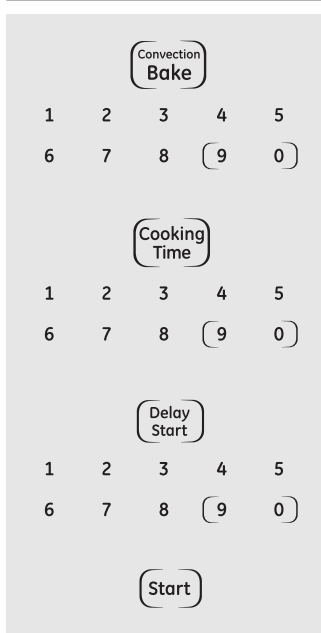 Convection
Bake
1 2 3 4 5
6 7 8 9 0
Cooking
Time
1 2 3 4 5
6 7 8 9 0
Delay
Start
1 2 3 4 5
6 7 8 9 0
Start